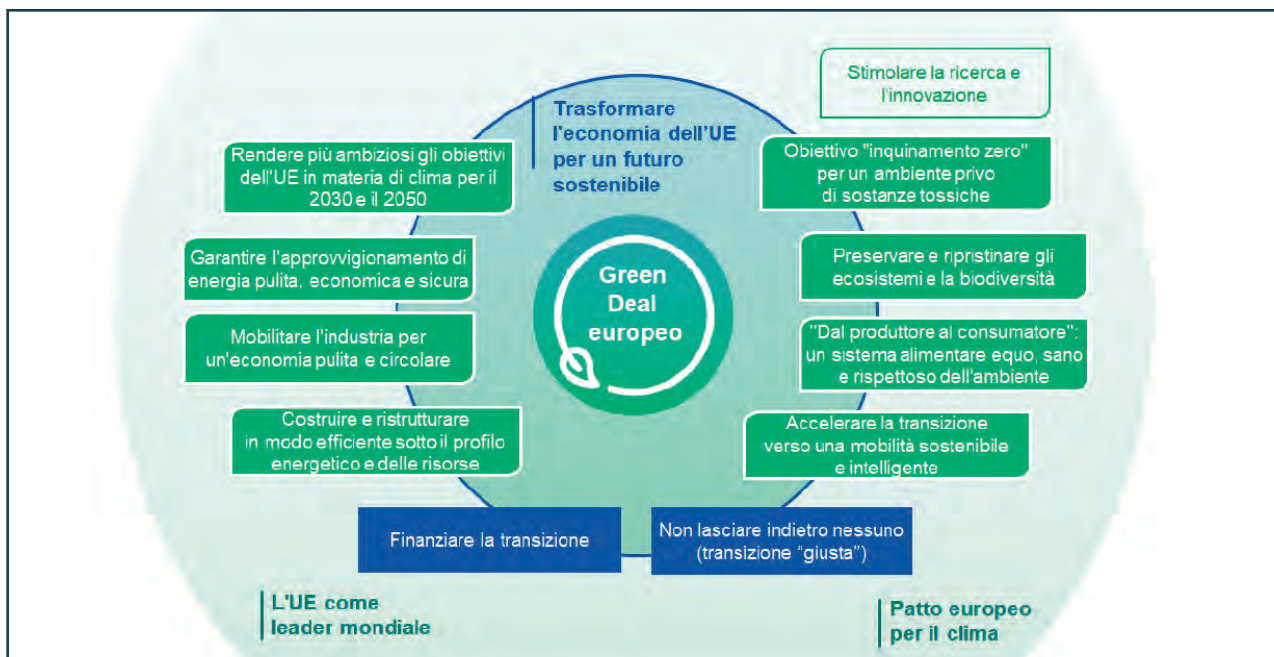 Trasformare
l'economia dell'UE
per un futuro
sostenibile
Stimolare la ricerca e
l'innovazione
Rendere più ambiziosi gli obiettivi
dell'UE in materia di clima per il
2030 e il 2050
Garantire l'approvvigionamento di
energia pulita, economica e sicura
Mobilitare l'industria per
un'economia pulita e circolare
Costruire e ristrutturare
in modo efficiente sotto il profilo
energetico e delle risorse
Green
Deal
europeo
Obiettivo "inquinamento zero"
per un ambiente privo
di sostanze tossiche
Preservare e ripristinare gli
ecosistemi e la biodiversità
"Dal produttore al consumatore":
un sistema alimentare equo, sano
e rispettoso dell'ambiente
Accelerare la transizione
verso una mobilità sostenibile
e intelligente
Finanziare la transizione
Non lasciare indietro nessuno
(transizione “giusta”)
L'UE come
leader mondiale
Patto europeo
per il clima